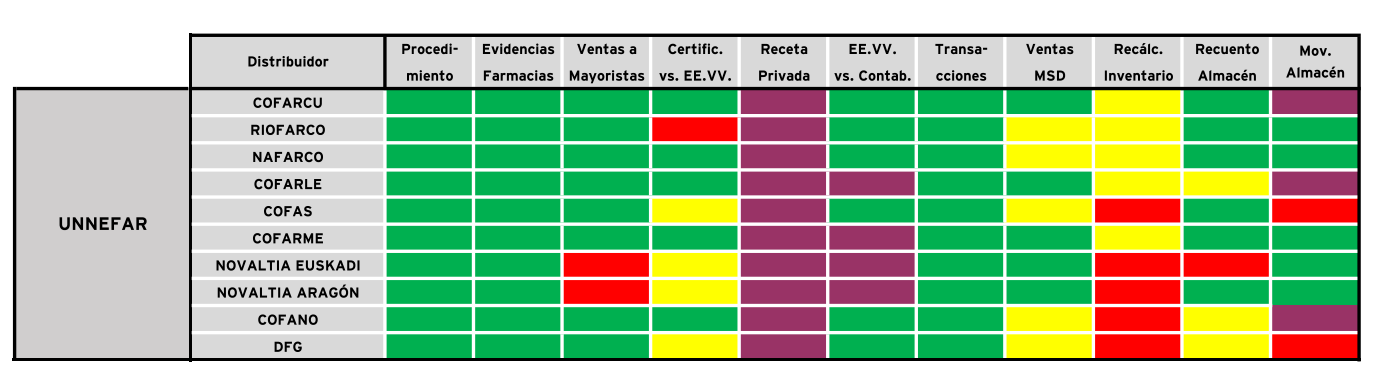 Distribuidor
Procedi-
miento
Evidencias
Farmacias
Ventas a
Mayoristas
Certific.
vs. EE.VV.
Receta
Privada
EE.VV.
vs. Contab.
Transa-
cciones
Ventas
MSD
Recálc.
Inventario
Recuento
Almacén
Mov.
Almacén
UNNEFAR
COFARCU
RIOFARCO
NAFARCO
COFARLE
COFAS
COFARME
NOVALTIA EUSKADI
NOVALTIA ARAGÓN
COFANO
DFG